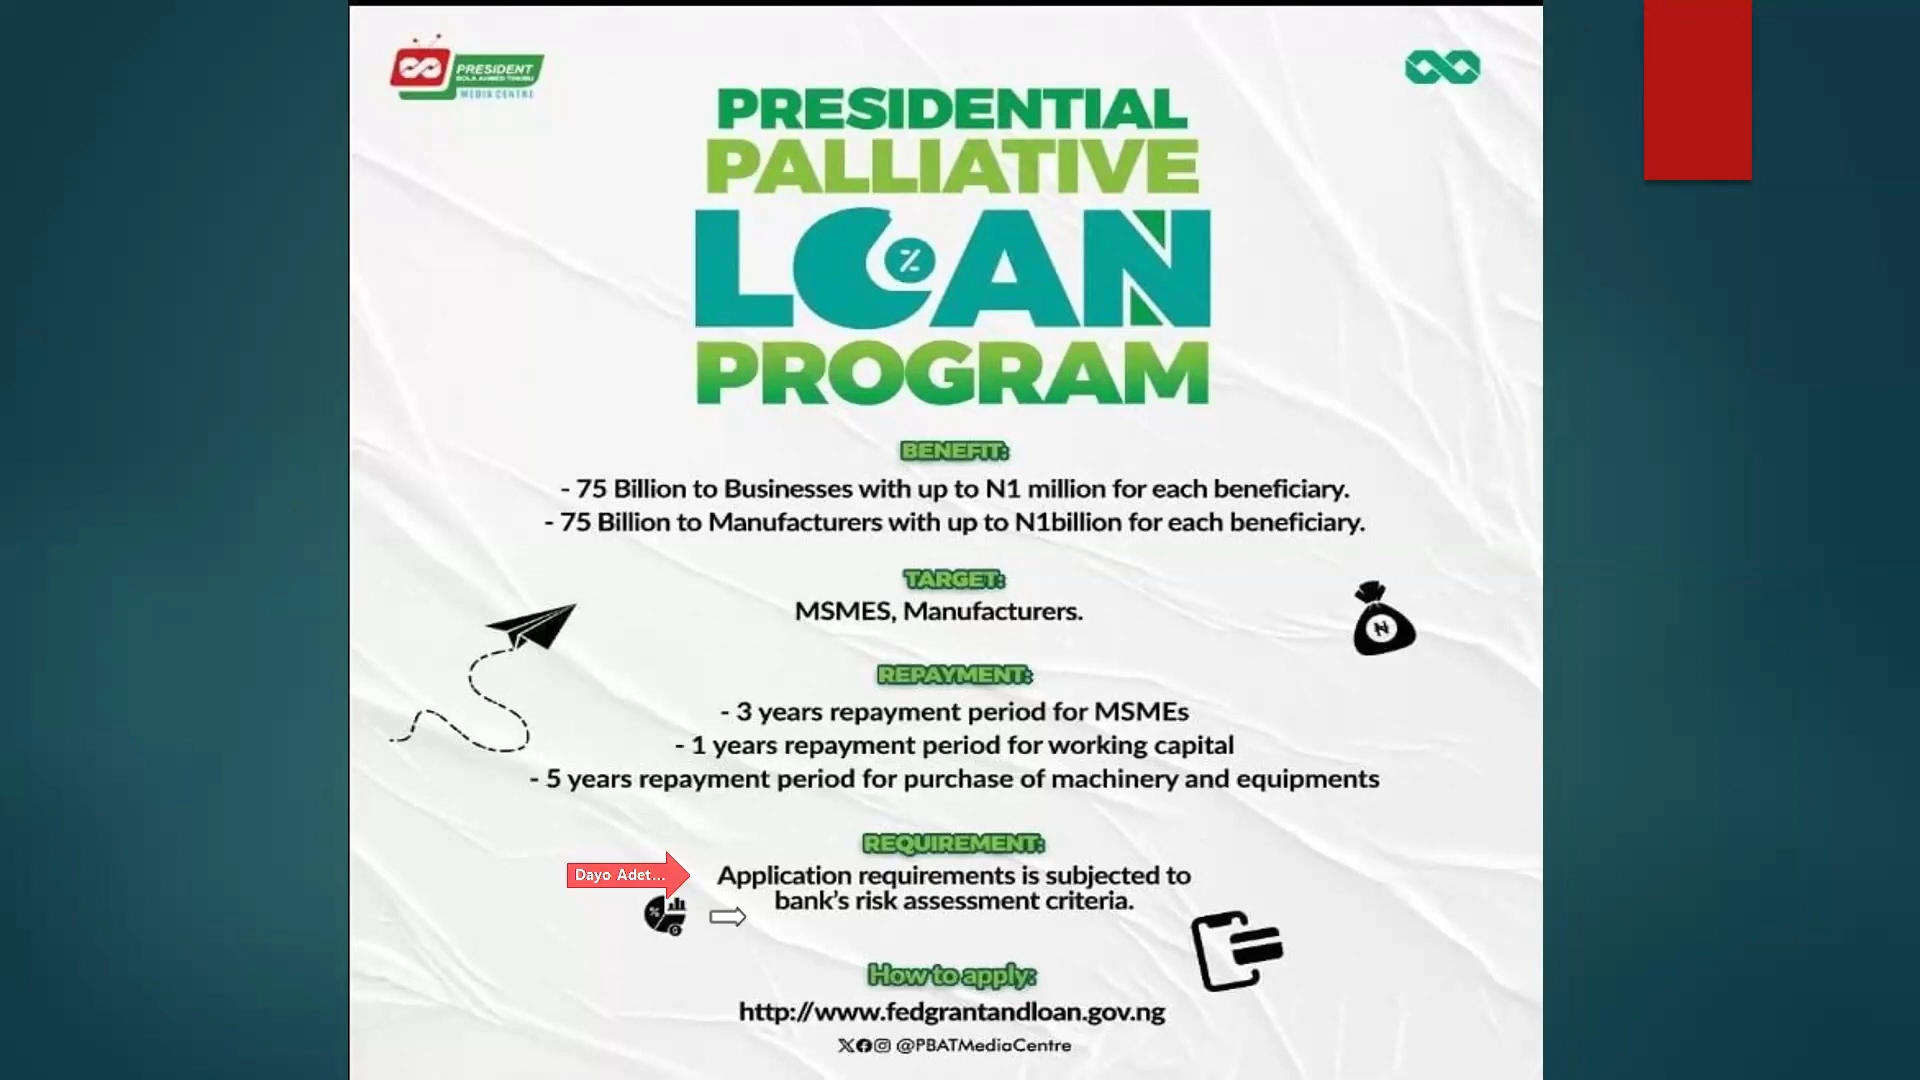 PRESIDENT
BOLA AHMED TINUBU
MEDIA CENTRE
PRESIDENTIAL
PALLIATIVE
LOAN
PROGRAM
BENEFIT:
- 75 Billion to Businesses with up to N1 million for each beneficiary.
- 75 Billion to Manufacturers with up to N1billion for each beneficiary.
TARGET:
MSMES, Manufacturers.
REPAYMENT:
- 3 years repayment period for MSMEs
- 1 years repayment period for working capital
- 5 years repayment period for purchase of machinery and equipments
REQUIREMENT:
Dayo Adet...
Application requirements is subjected to
bank's risk assessment criteria.
How to apply:
http://www.fedgrantandloan.gov.ng
@PBATMediaCentre